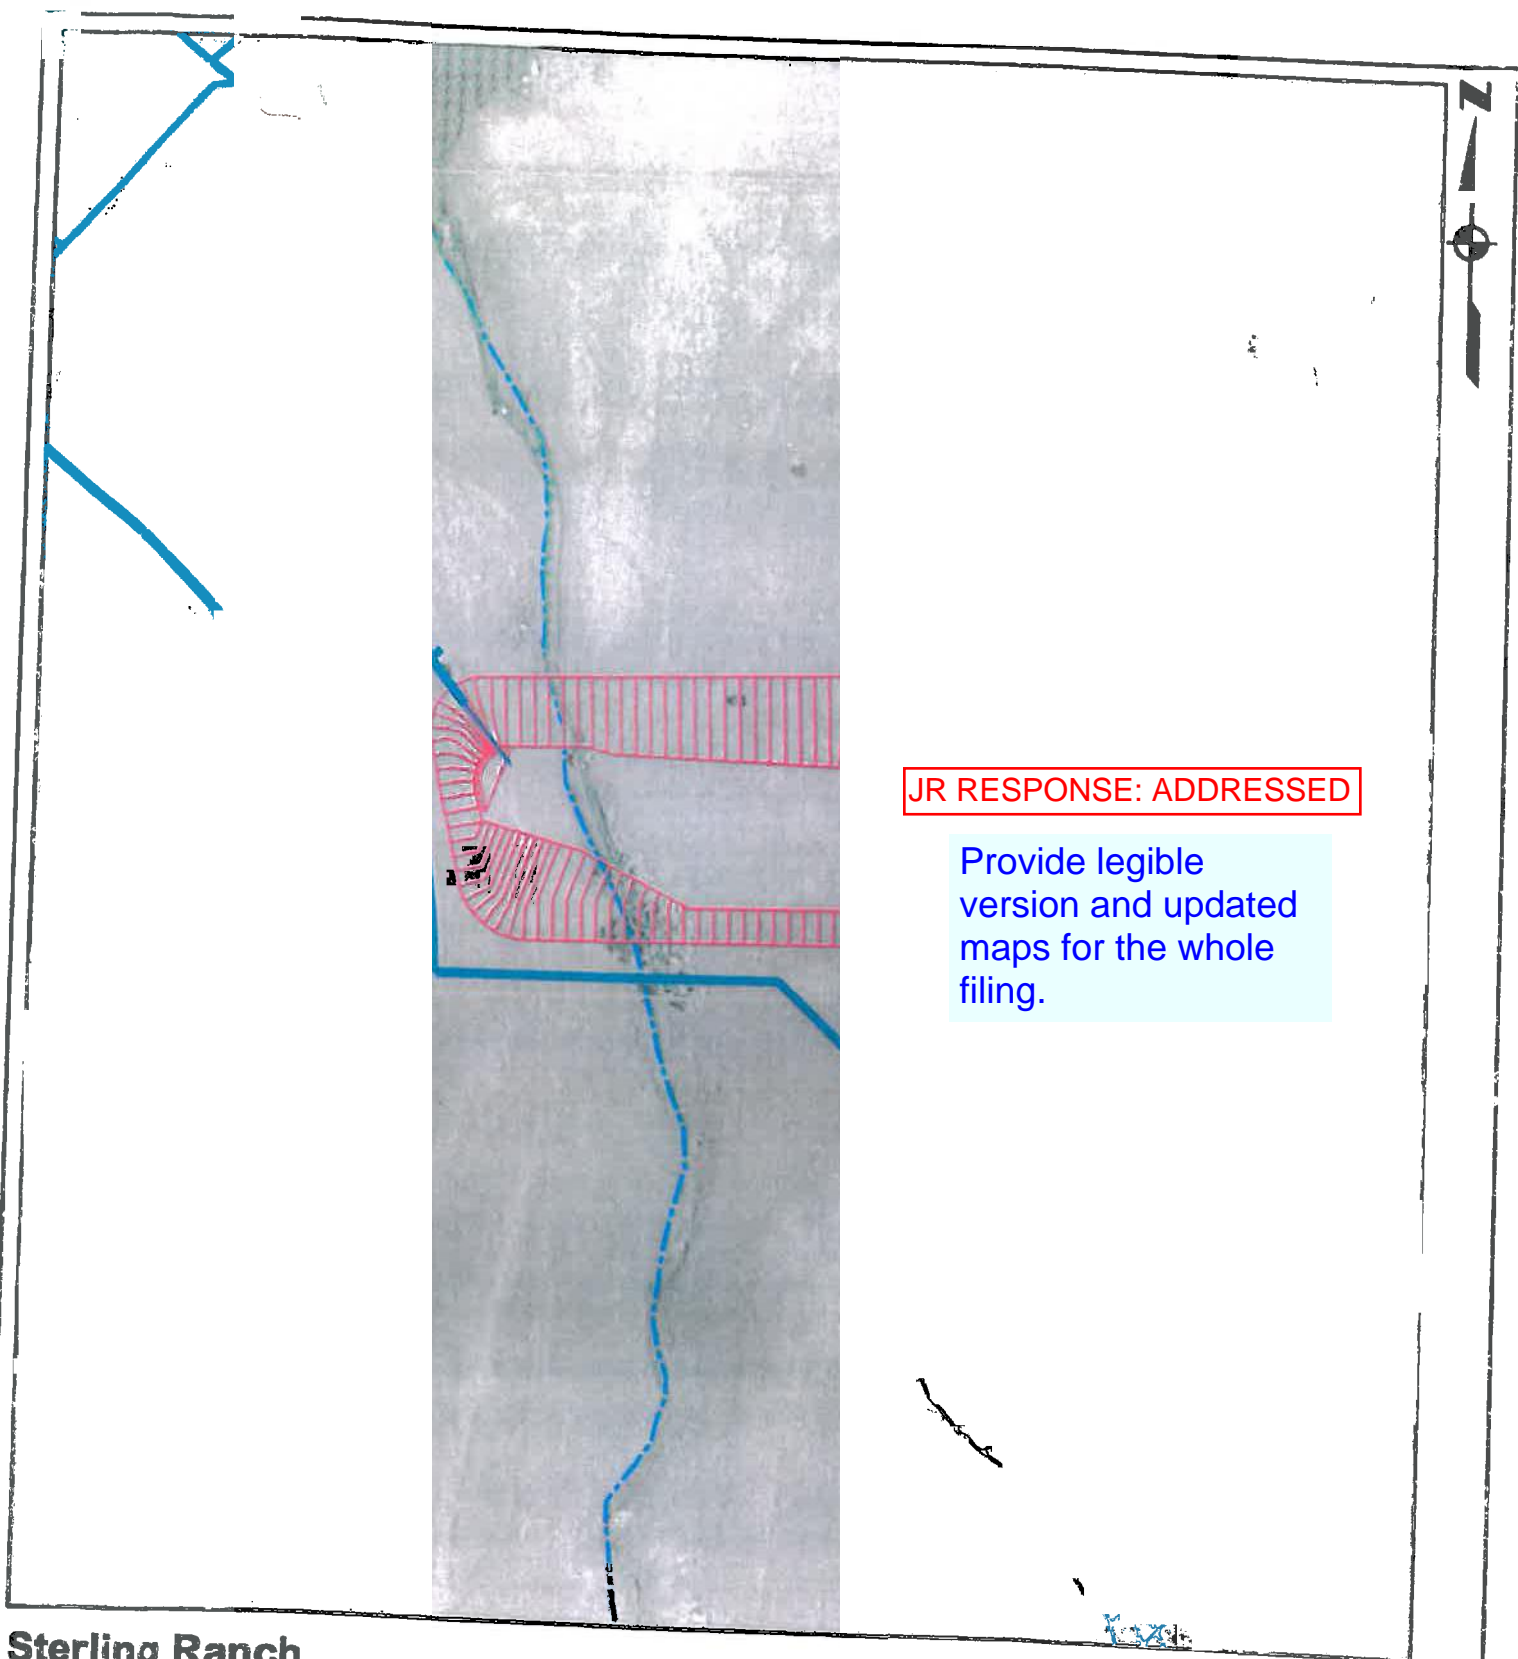 N
JR RESPONSE: ADDRESSED
Provide legible
version and updated
maps for the whole
filing.
Sterling Ranch